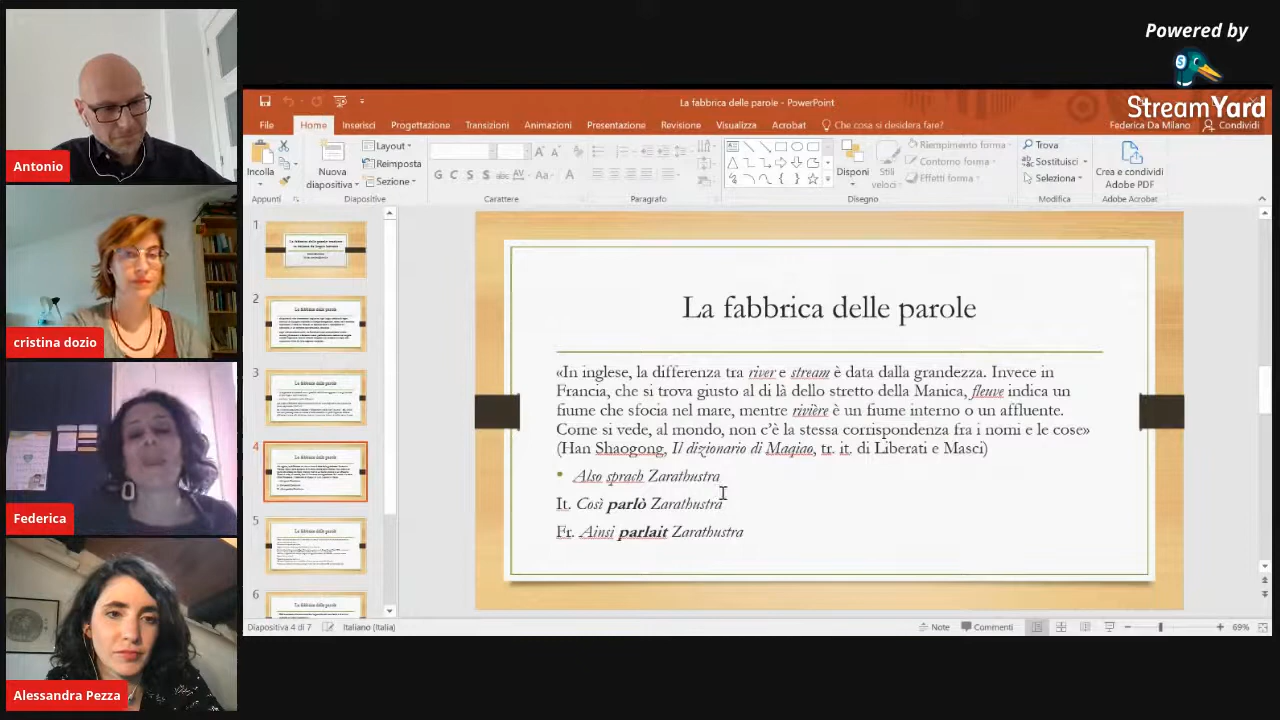 Powered by
StreamYard
Antonio
cristina dozio
Federica
Alessandra Pezza
La fabbrica delle parole - PowerPoint
File Home Inserisci Progettazione Transizioni Animazioni Presentazione Revisione Visualizza Acrobat Che cosa si desidera fare? Federica Da Milano Condividi
Incolla
Nuova
diapositiva
Layout
Reimposta
Sezione
Disponi
Stili
veloci
Riempimento forma
Contorno forma
Effetti forma
Trova
Sostituisci
Seleziona
Crea e condividi
Adobe PDF
Appunti Diapositive Carattere Paragrafo Disegno Modifica Adobe Acrobat
1
2
3
4
5
6
La fabbrica delle parole
«In inglese, la differenza tra river e stream è data dalla grandezza. Invece in
Francia, che si trova giusto al di là dello stretto della Manica, fleuve indica un
fiume che sfocia nel mare, mentre rivière è un fiume interno o un affluente.
Come si vede, al mondo, non c'è la stessa corrispondenza fra i nomi e le cose»
(Han Shaogong, Il dizionario di Maqiao, tr. it. di Liberati e Masci)
Also sprach Zarathustra
It. Così parlò Zarathustra
Fr. Ainsi parlait Zarathustra
Diapositiva 4 di 7 Italiano (Italia) Note Commenti 69%